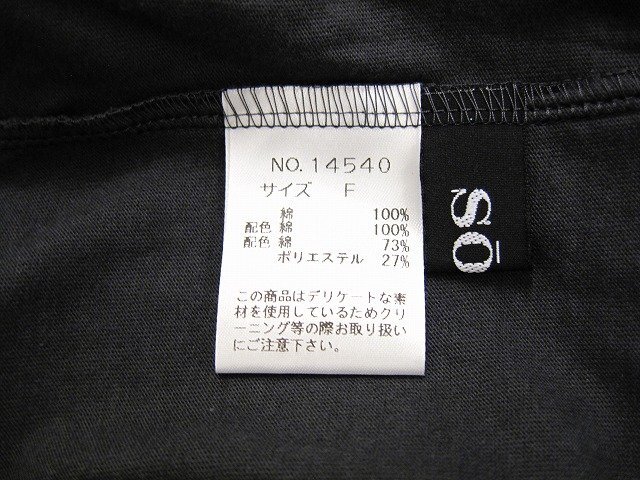 NO.14540
サイズ F
綿 100%
配色 綿 100%
配色 綿 73%
ポリエステル 27%
この商品はデリケートな素
材を使用しているためクリ
ーニング等の際お取り扱い
にご注意下さい。
sō